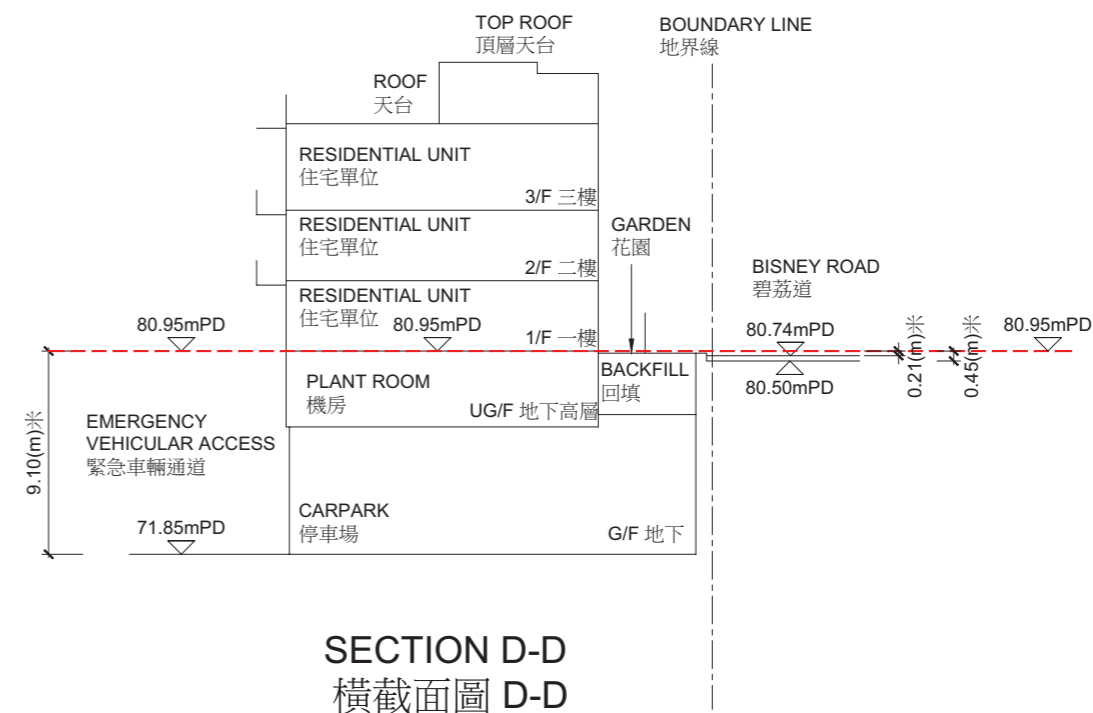 TOP ROOF
頂層天台
BOUNDARY LINE
地界線
ROOF
天台
RESIDENTIAL UNIT
住宅單位
3/F 三樓
RESIDENTIAL UNIT
住宅單位
2/F 二樓
GARDEN
花園
RESIDENTIAL UNIT
住宅單位
1/F 一樓
BISNEY ROAD
碧荔道
80.95mPD
80.95mPD
80.74mPD
80.95mPD
0.21(m)米
0.45(m)米
80.50mPD
BACKFILL
回填
PLANT ROOM
機房
UG/F 地下高層
9.10(m)米
EMERGENCY
VEHICULAR ACCESS
緊急車輛通道
71.85mPD
CARPARK
停車場
G/F 地下
SECTION D-D
橫截面圖 D-D